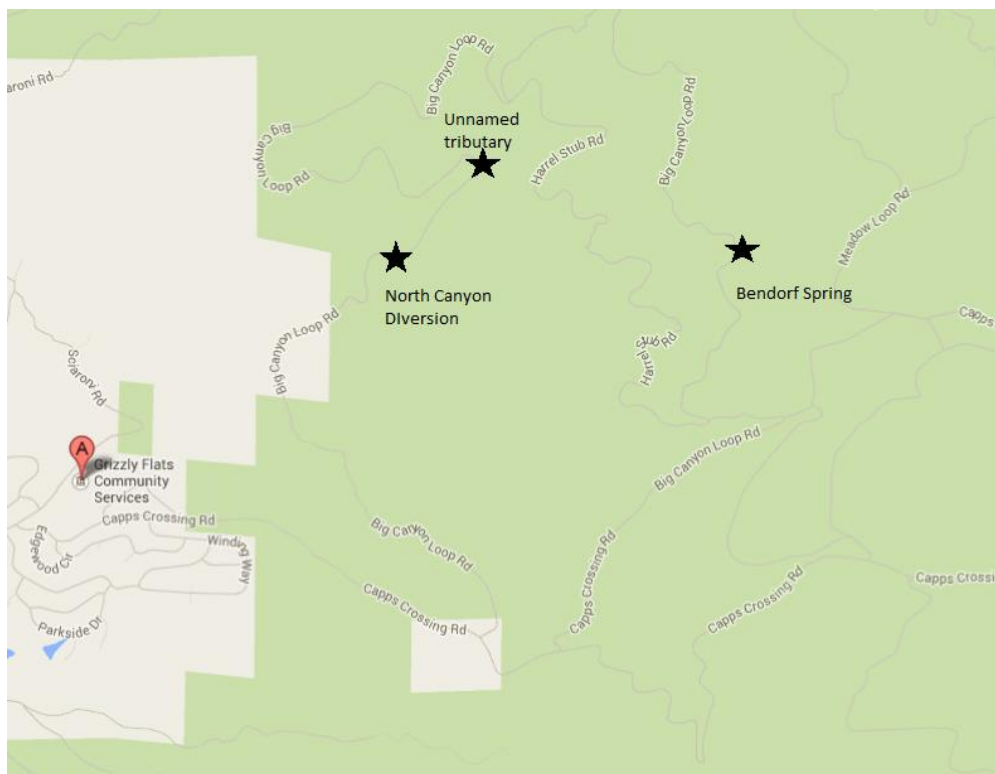 aroni Rd
Big Canyon Loop Rd
Big Canyon
Loop Rd
Unnamed
tributary
Harrel Stub Rd
Big Canyon Loop Rd
Meadow Loop Rd
North Canyon
DIversion
Bendorf Spring
Big Canyon Loop Rd
Capps
Harrel Stub Rd
Sciaroni Rd
A
Grizzly Flats
Community
Services
Big Canyon Loop Rd
Capps Crossing Rd
Edgewood Cir
Winding Way
Big Canyon
Loop Rd
Capps Crossing Rd
Capps Crossing Rd
Capps Crossing Rd
Capps Crossi
Parkside Dr